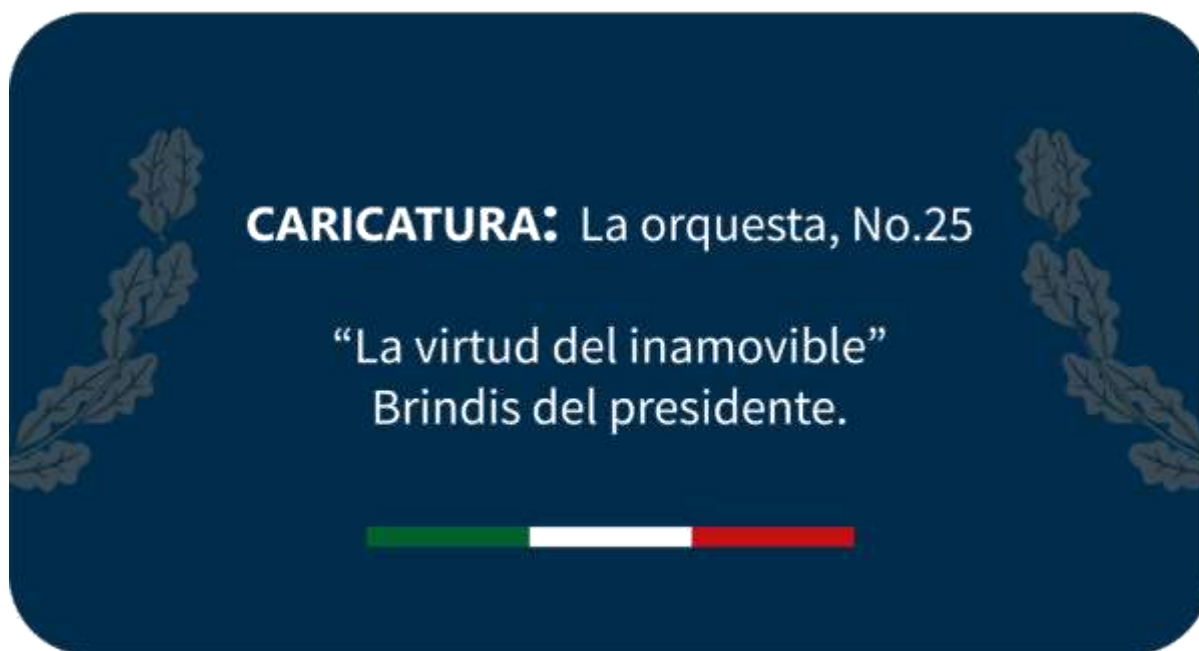 CARICATURA: La orquesta, No.25
“La virtud del inamovible”
Brindis del presidente.